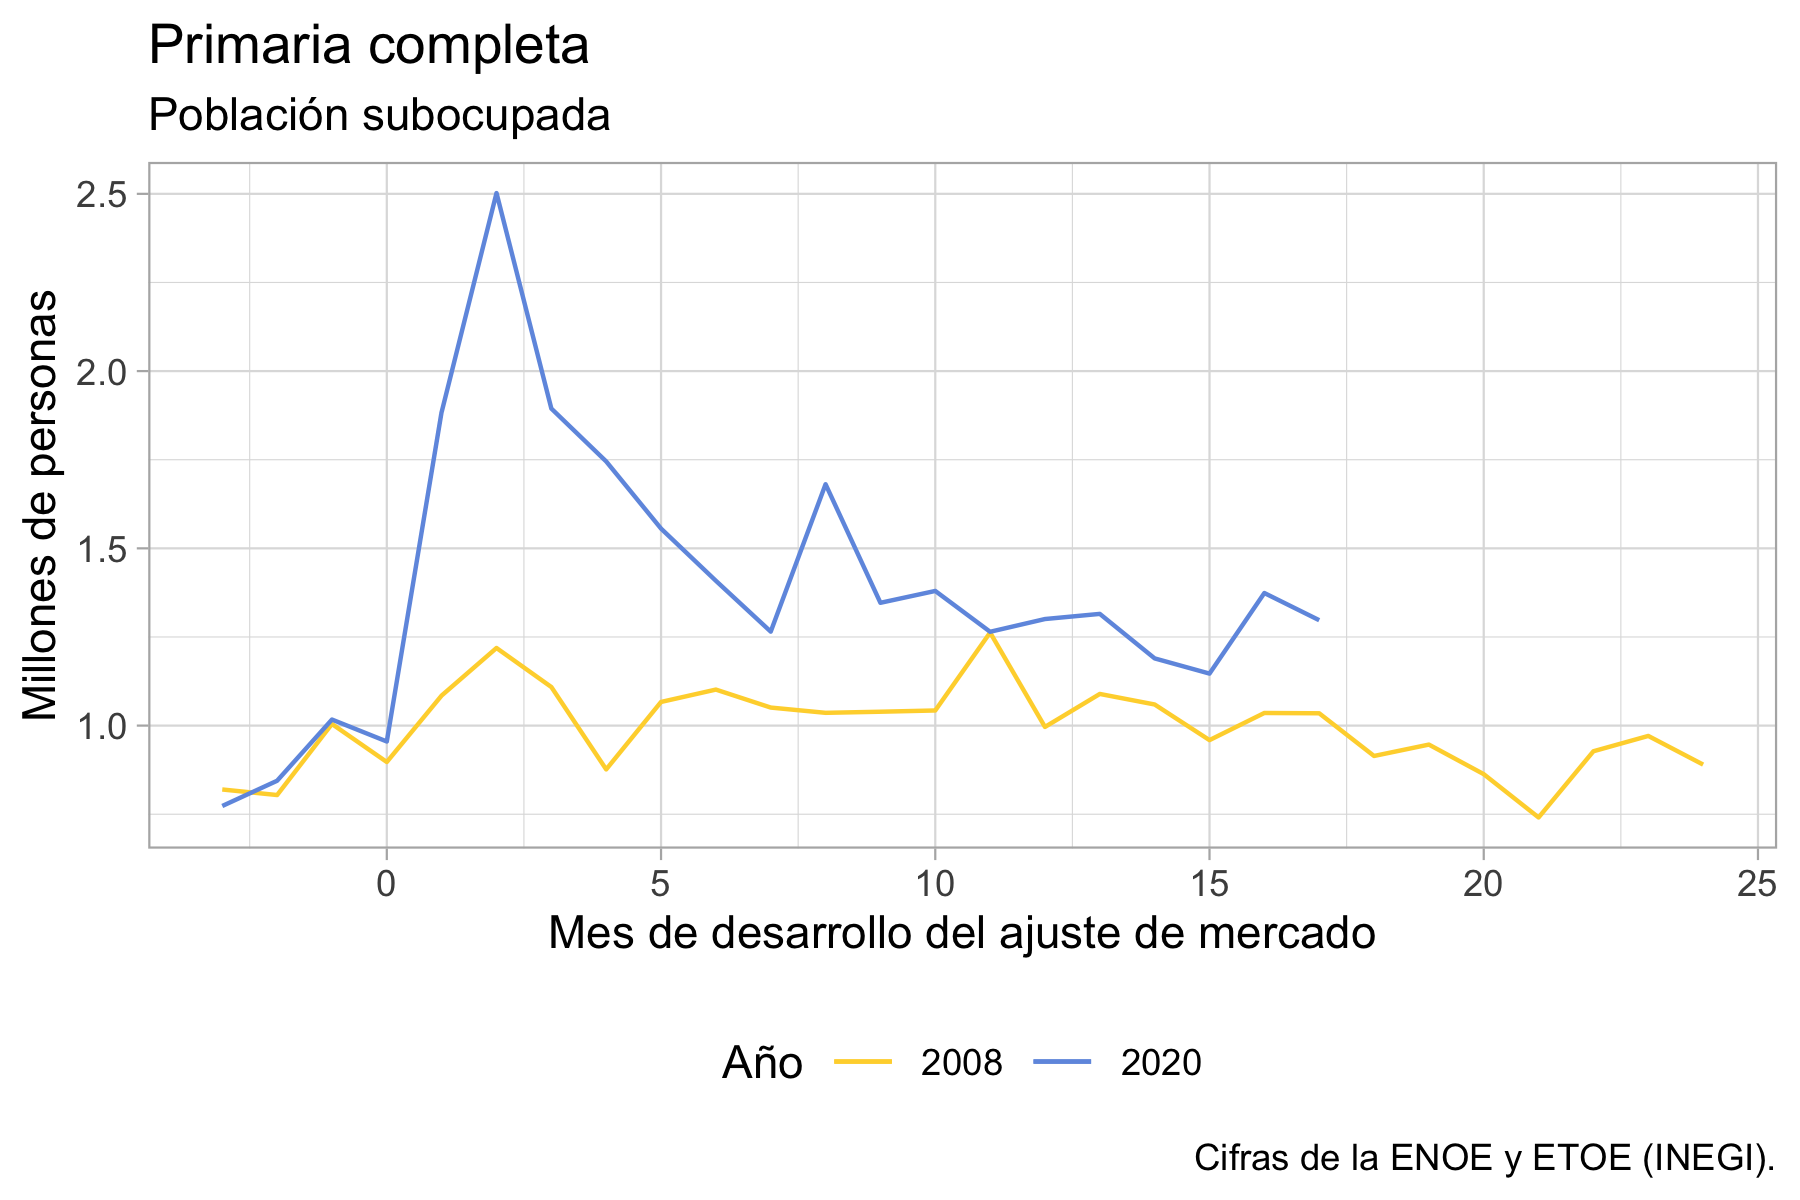 Primaria completa
Población subocupada
Millones de personas
2.5
2.0
1.5
1.0
0 5 10 15 20 25
Mes de desarrollo del ajuste de mercado
Año 2008 2020
Cifras de la ENOE y ETOE (INEGI).